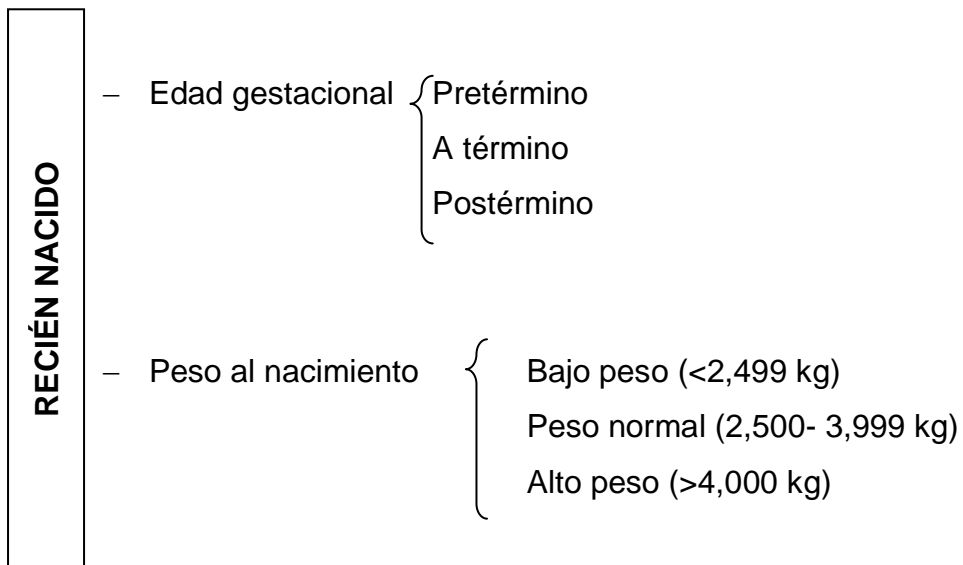 RECIÉN NACIDO
– Edad gestacional
Pretérmino
A término
Postérmino
– Peso al nacimiento
Bajo peso (<2,499 kg)
Peso normal (2,500- 3,999 kg)
Alto peso (>4,000 kg)